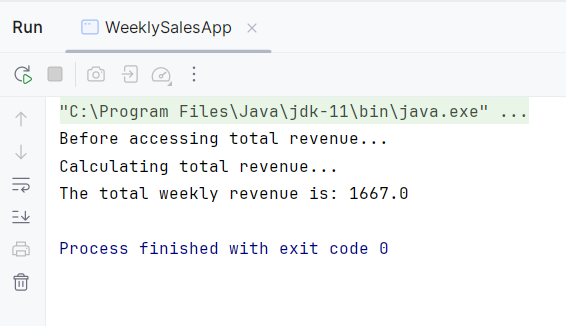 Run WeeklySalesApp
"C:\Program Files\Java\jdk-11\bin\java.exe" ...
Before accessing total revenue...
Calculating total revenue...
The total weekly revenue is: 1667.0
Process finished with exit code 0